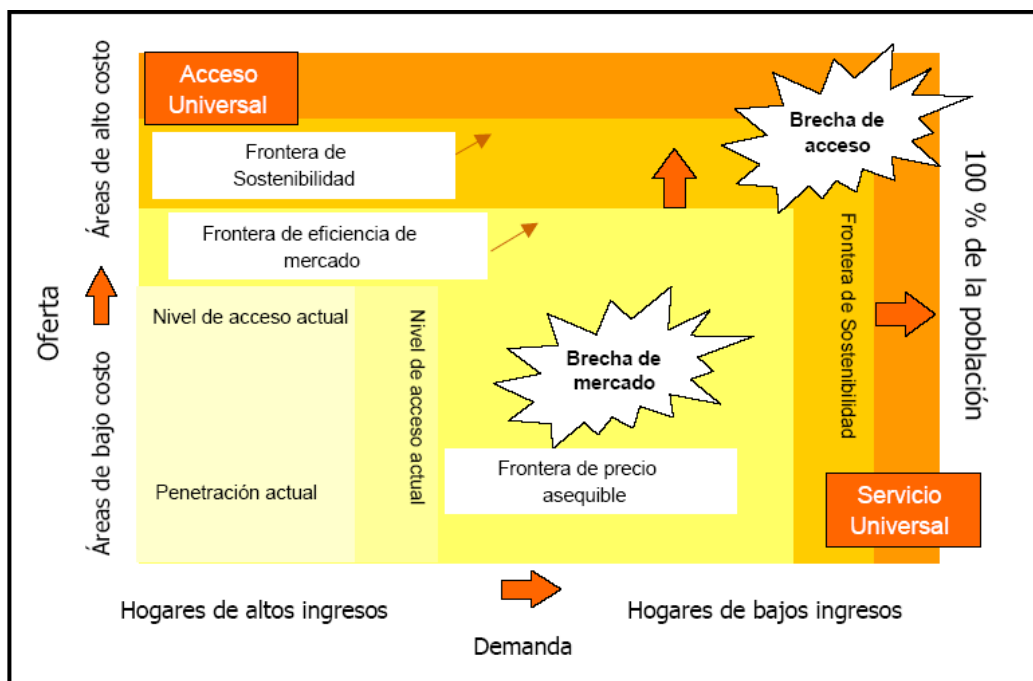 Acceso
Universal
Brecha de
acceso
Frontera de
Sostenibilidad
Frontera de eficiencia de
mercado
Nivel de acceso actual
Nivel de acceso actual
Brecha de
mercado
Frontera de Sostenibilidad
Frontera de precio
asequible
Penetración actual
Servicio
Universal
Áreas de alto costo
Oferta
Áreas de bajo costo
100 % de la población
Hogares de altos ingresos
Hogares de bajos ingresos
Demanda